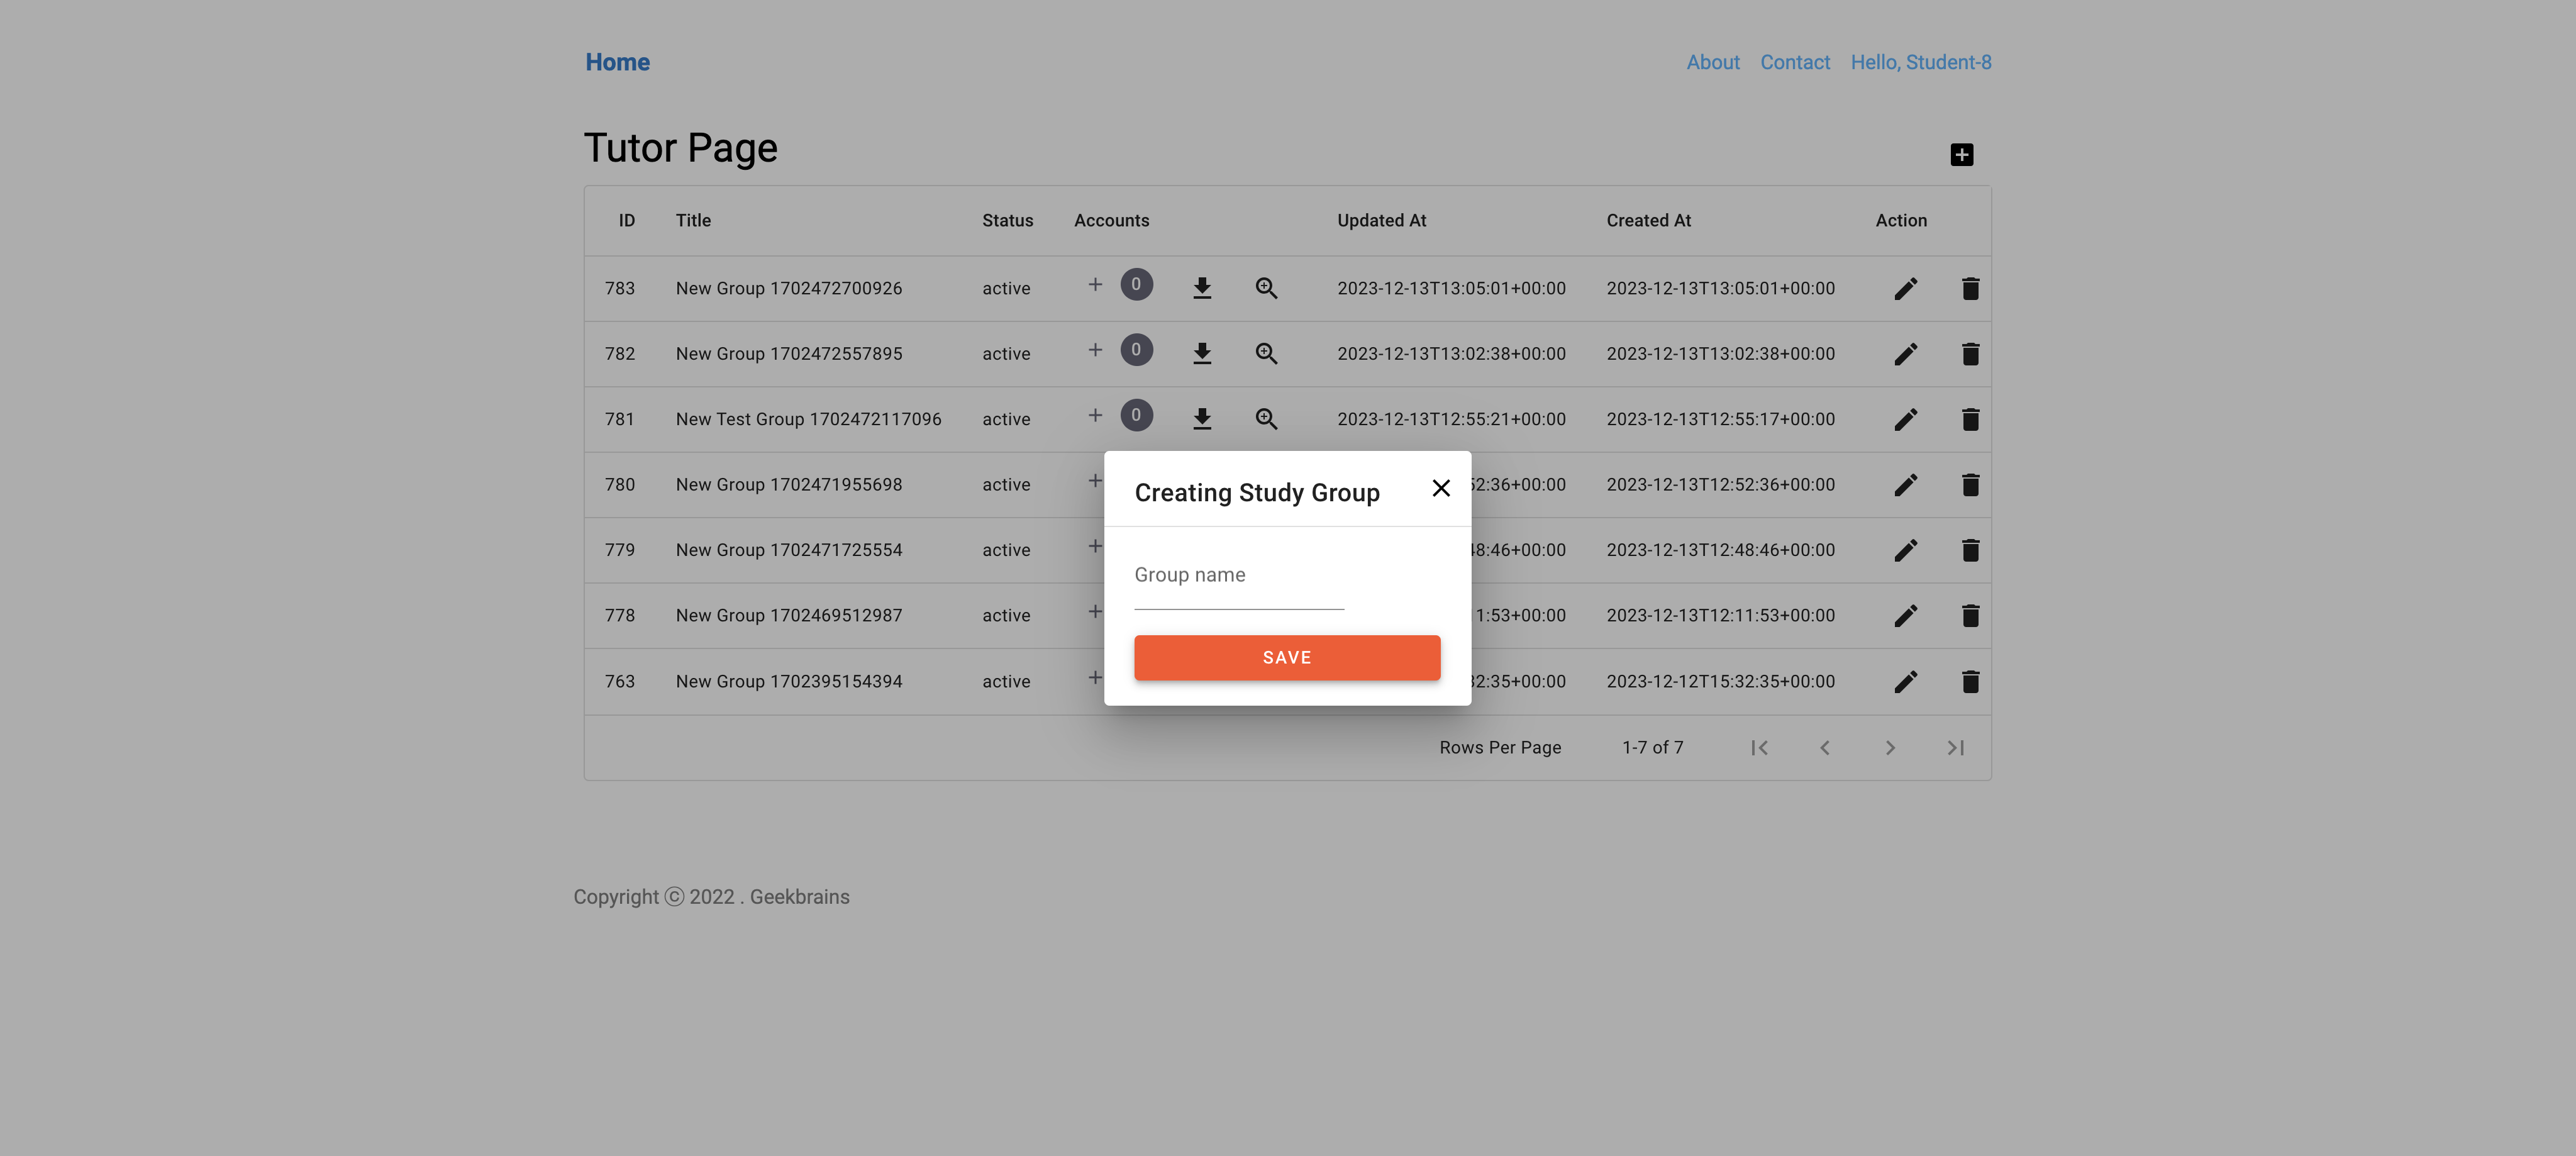 Home About Contact Hello, Student-8
Tutor Page
ID Title Status Accounts Updated At Created At Action
783 New Group 1702472700926 active + 0 2023-12-13T13:05:01+00:00 2023-12-13T13:05:01+00:00
782 New Group 1702472557895 active + 0 2023-12-13T13:02:38+00:00 2023-12-13T13:02:38+00:00
781 New Test Group 1702472117096 active + 0 2023-12-13T12:55:21+00:00 2023-12-13T12:55:17+00:00
780 New Group 1702471955698 active + 2:36+00:00 2023-12-13T12:52:36+00:00
779 New Group 1702471725554 active + 8:46+00:00 2023-12-13T12:48:46+00:00
778 New Group 1702469512987 active + 1:53+00:00 2023-12-13T12:11:53+00:00
763 New Group 1702395154394 active + 2:35+00:00 2023-12-12T15:32:35+00:00
Creating Study Group
Group name
SAVE
Rows Per Page 1-7 of 7
Copyright ⓒ 2022 . Geekbrains